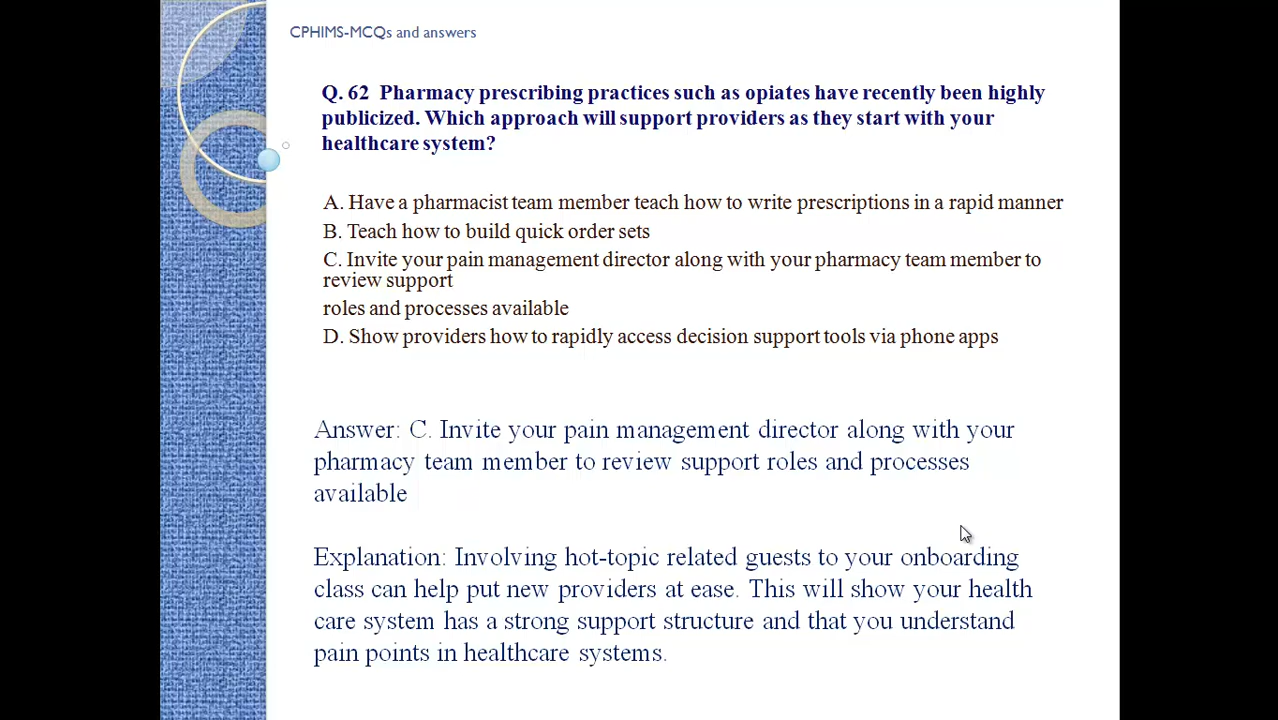 CPHIMS-MCQs and answers
Q. 62 Pharmacy prescribing practices such as opiates have recently been highly
publicized. Which approach will support providers as they start with your
healthcare system?
A. Have a pharmacist team member teach how to write prescriptions in a rapid manner
B. Teach how to build quick order sets
C. Invite your pain management director along with your pharmacy team member to
review support
roles and processes available
D. Show providers how to rapidly access decision support tools via phone apps
Answer: C. Invite your pain management director along with your
pharmacy team member to review support roles and processes
available
Explanation: Involving hot-topic related guests to your onboarding
class can help put new providers at ease. This will show your health
care system has a strong support structure and that you understand
pain points in healthcare systems.